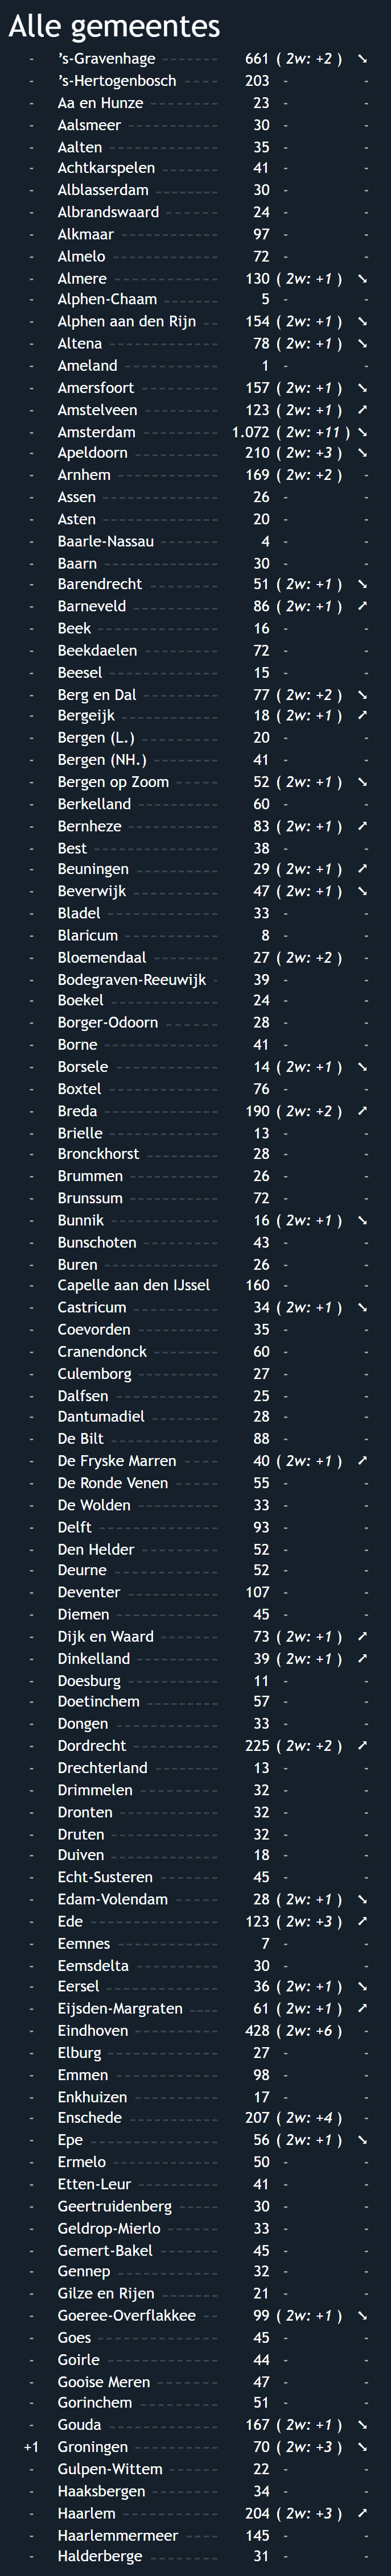 Alle gemeentes
- ’s-Gravenhage 661 ( 2w: +2 ) ➘
- ’s-Hertogenbosch 203 - -
- Aa en Hunze 23 - -
- Aalsmeer 30 - -
- Aalten 35 - -
- Achtkarspelen 41 - -
- Alblasserdam 30 - -
- Albrandswaard 24 - -
- Alkmaar 97 - -
- Almelo 72 - -
- Almere 130 ( 2w: +1 ) ➘
- Alphen-Chaam 5 - -
- Alphen aan den Rijn 154 ( 2w: +1 ) ➘
- Altena 78 ( 2w: +1 ) ➘
- Ameland 1 - -
- Amersfoort 157 ( 2w: +1 ) ➘
- Amstelveen 123 ( 2w: +1 ) ➚
- Amsterdam 1.072 ( 2w: +11 ) ➘
- Apeldoorn 210 ( 2w: +3 ) ➘
- Arnhem 169 ( 2w: +2 ) -
- Assen 26 - -
- Asten 20 - -
- Baarle-Nassau 4 - -
- Baarn 30 - -
- Barendrecht 51 ( 2w: +1 ) ➘
- Barneveld 86 ( 2w: +1 ) ➚
- Beek 16 - -
- Beekdaelen 72 - -
- Beesel 15 - -
- Berg en Dal 77 ( 2w: +2 ) ➘
- Bergeijk 18 ( 2w: +1 ) ➚
- Bergen (L.) 20 - -
- Bergen (NH.) 41 - -
- Bergen op Zoom 52 ( 2w: +1 ) ➘
- Berkelland 60 - -
- Bernheze 83 ( 2w: +1 ) ➚
- Best 38 - -
- Beuningen 29 ( 2w: +1 ) ➚
- Beverwijk 47 ( 2w: +1 ) ➘
- Bladel 33 - -
- Blaricum 8 - -
- Bloemendaal 27 ( 2w: +2 ) -
- Bodegraven-Reeuwijk 39 - -
- Boekel 24 - -
- Borger-Odoorn 28 - -
- Borne 41 - -
- Borsele 14 ( 2w: +1 ) ➘
- Boxtel 76 - -
- Breda 190 ( 2w: +2 ) ➚
- Brielle 13 - -
- Bronckhorst 28 - -
- Brummen 26 - -
- Brunssum 72 - -
- Bunnik 16 ( 2w: +1 ) ➘
- Bunschoten 43 - -
- Buren 26 - -
- Capelle aan den IJssel 160 - -
- Castricum 34 ( 2w: +1 ) ➘
- Coevorden 35 - -
- Cranendonck 60 - -
- Culemborg 27 - -
- Dalfsen 25 - -
- Dantumadiel 28 - -
- De Bilt 88 - -
- De Fryske Marren 40 ( 2w: +1 ) ➚
- De Ronde Venen 55 - -
- De Wolden 33 - -
- Delft 93 - -
- Den Helder 52 - -
- Deurne 52 - -
- Deventer 107 - -
- Diemen 45 - -
- Dijk en Waard 73 ( 2w: +1 ) ➚
- Dinkelland 39 ( 2w: +1 ) ➚
- Doesburg 11 - -
- Doetinchem 57 - -
- Dongen 33 - -
- Dordrecht 225 ( 2w: +2 ) ➚
- Drechterland 13 - -
- Drimmelen 32 - -
- Dronten 32 - -
- Druten 32 - -
- Duiven 18 - -
- Echt-Susteren 45 - -
- Edam-Volendam 28 ( 2w: +1 ) ➘
- Ede 123 ( 2w: +3 ) ➚
- Eemnes 7 - -
- Eemsdelta 30 - -
- Eersel 36 ( 2w: +1 ) ➘
- Eijsden-Margraten 61 ( 2w: +1 ) ➚
- Eindhoven 428 ( 2w: +6 ) -
- Elburg 27 - -
- Emmen 98 - -
- Enkhuizen 17 - -
- Enschede 207 ( 2w: +4 ) -
- Epe 56 ( 2w: +1 ) ➘
- Ermelo 50 - -
- Etten-Leur 41 - -
- Geertruidenberg 30 - -
- Geldrop-Mierlo 33 - -
- Gemert-Bakel 45 - -
- Gennep 32 - -
- Gilze en Rijen 21 - -
- Goeree-Overflakkee 99 ( 2w: +1 ) ➘
- Goes 45 - -
- Goirle 44 - -
- Gooise Meren 47 - -
- Gorinchem 51 - -
- Gouda 167 ( 2w: +1 ) ➘
+1 Groningen 70 ( 2w: +3 ) ➘
- Gulpen-Wittem 22 - -
- Haaksbergen 34 - -
- Haarlem 204 ( 2w: +3 ) ➚
- Haarlemmermeer 145 - -
- Halderberge 31 - -